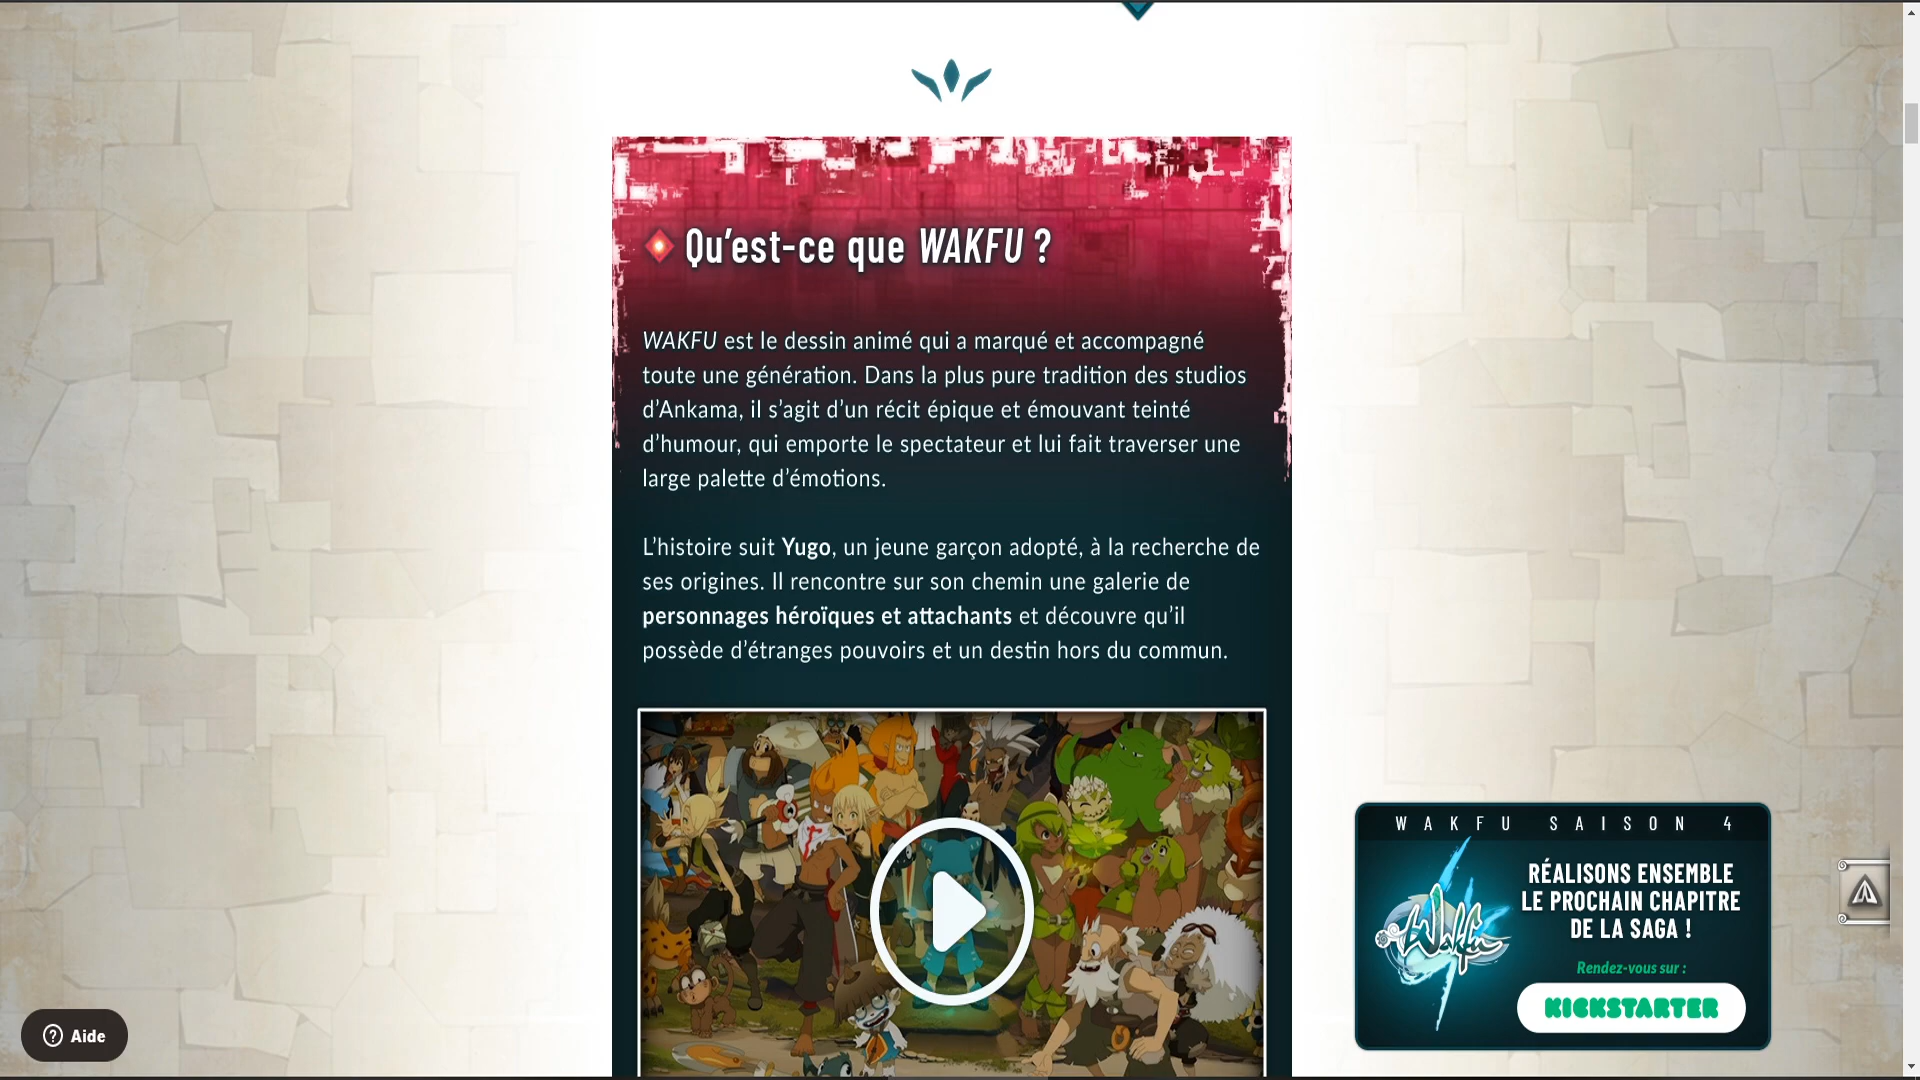 Qu’est-ce que WAKFU ?
WAKFU est le dessin animé qui a marqué et accompagné
toute une génération. Dans la plus pure tradition des studios
d’Ankama, il s’agit d’un récit épique et émouvant teinté
d’humour, qui emporte le spectateur et lui fait traverser une
large palette d’émotions.
L’histoire suit Yugo, un jeune garçon adopté, à la recherche de
ses origines. Il rencontre sur son chemin une galerie de
personnages héroïques et attachants et découvre qu’il
possède d’étranges pouvoirs et un destin hors du commun.
WAKFU SAISON 4
RÉALISONS ENSEMBLE
LE PROCHAIN CHAPITRE
DE LA SAGA !
Wakfu
Rendez-vous sur :
KICKSTARTER
? Aide